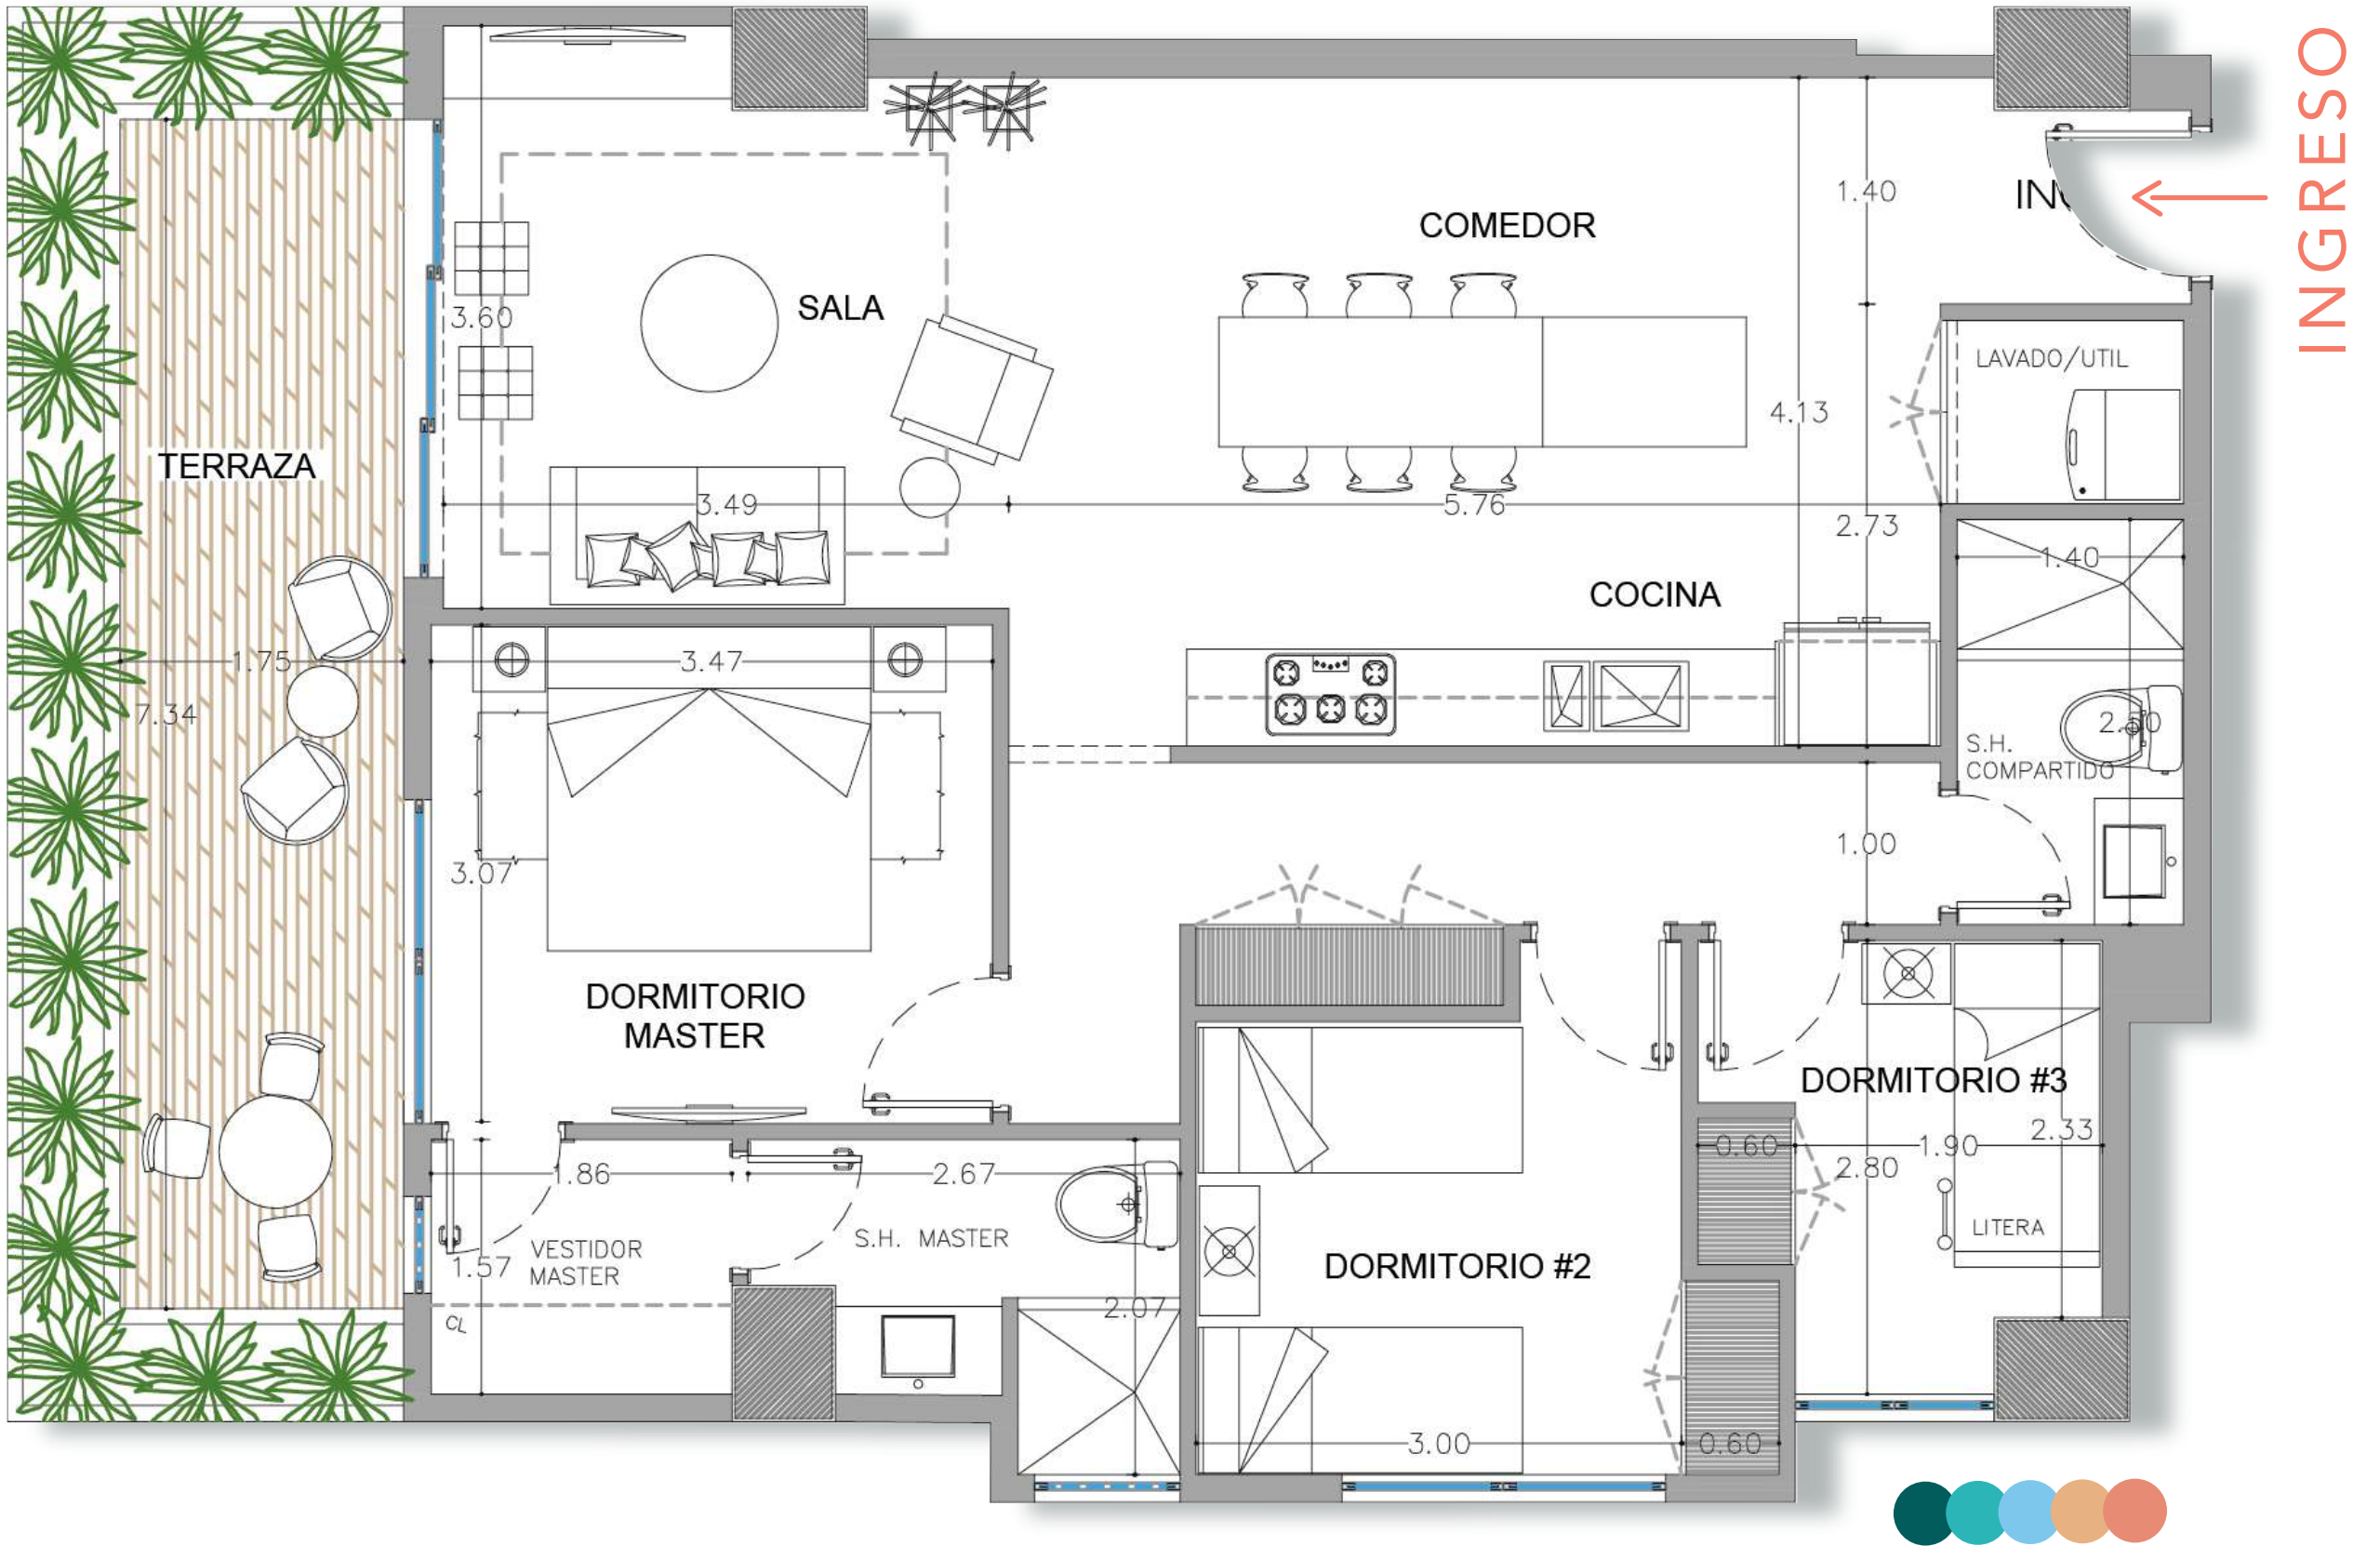 INGRESO
1.40
COMEDOR
SALA
3.60
LAVADO/UTIL
4.13
TERRAZA
3.49
5.76
2.73
1.40
COCINA
1.75
3.47
7.34
S.H.
COMPARTIDO
1.00
3.07
DORMITORIO
MASTER
DORMITORIO #3
2.33
0.60
1.90
2.80
1.86
2.67
LITERA
S.H. MASTER
VESTIDOR
MASTER
1.57
DORMITORIO #2
2.07
CL
3.00
0.60